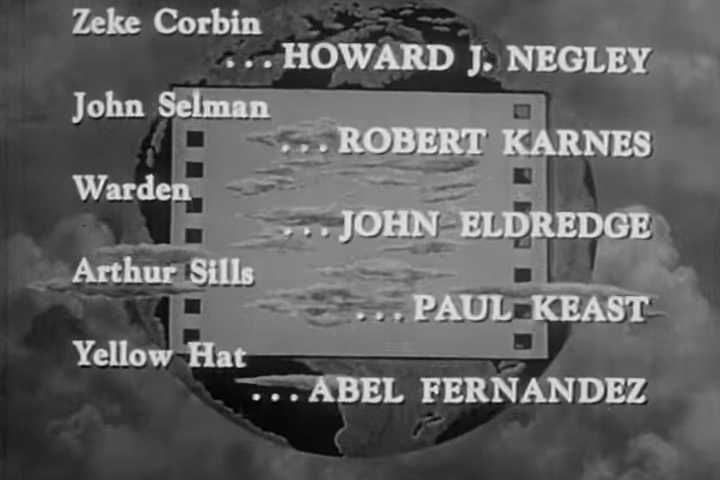 Zeke Corbin
...HOWARD J. NEGLEY
John Selman
...ROBERT KARNES
Warden
...JOHN ELDREDGE
Arthur Sills
...PAUL KEAST
Yellow Hat
...ABEL FERNANDEZ